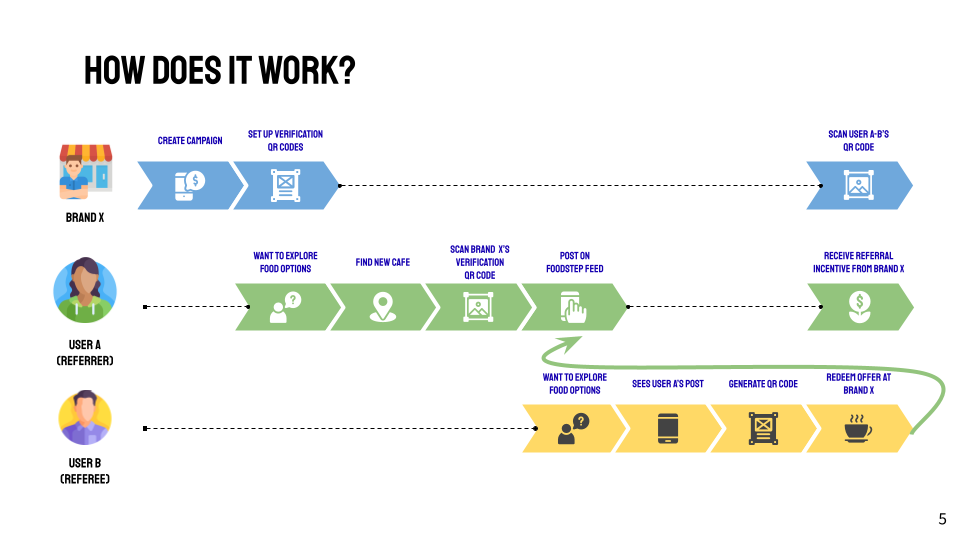 HOW DOES IT WORK?
CREATE CAMPAIGN
SET UP VERIFICATION
QR CODES
SCAN USER A-B'S
QR CODE
BRAND X
WANT TO EXPLORE
FOOD OPTIONS
FIND NEW CAFE
SCAN BRAND X'S
VERIFICATION
QR CODE
POST ON
FOODSTEP FEED
RECEIVE REFERRAL
INCENTIVE FROM BRAND X
USER A
(REFERRER)
WANT TO EXPLORE
FOOD OPTIONS
SEES USER A'S POST
GENERATE QR CODE
REDEEM OFFER AT
BRAND X
USER B
(REFEREE)
5